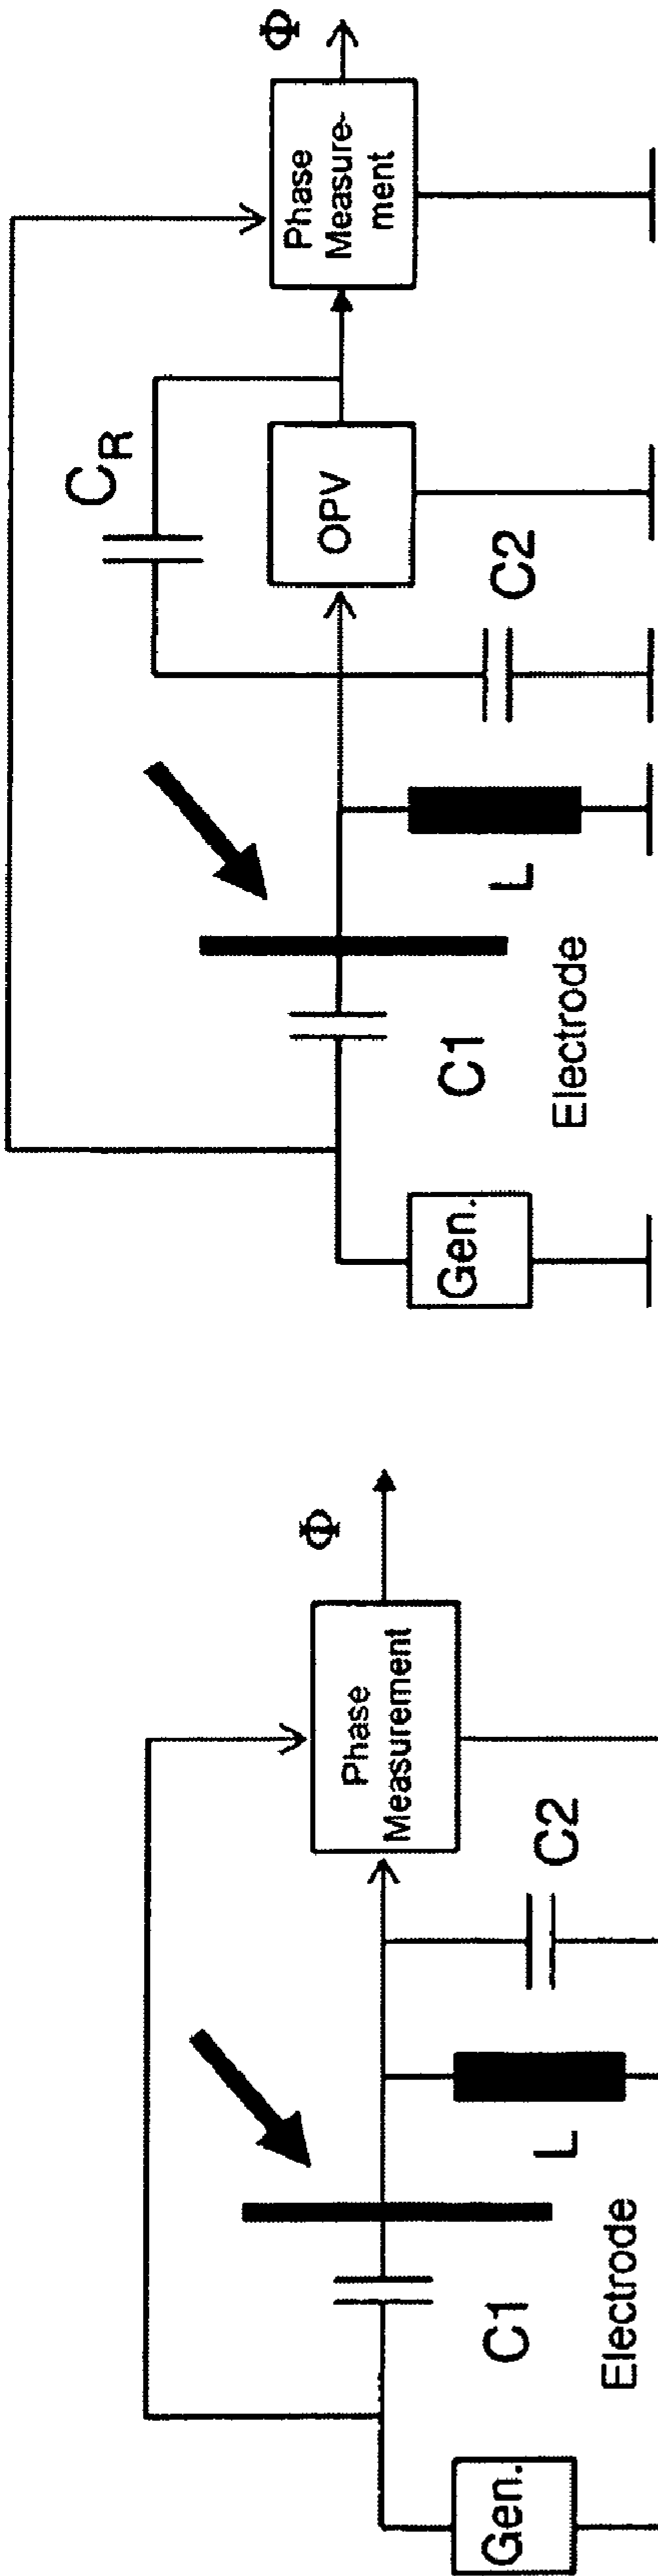 Gen.
C1
Electrode
L
C2
Phase
Measurement
Φ
Gen.
C1
Electrode
L
C2
C_R
OPV
Phase
Measure-
ment
Φ